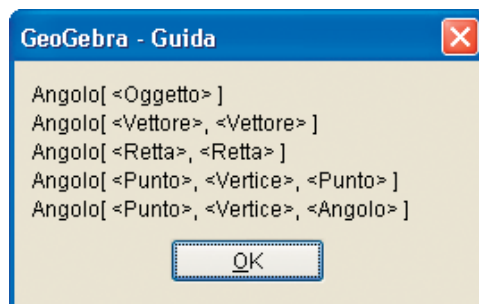 GeoGebra - Guida
Angolo[ <Oggetto> ]
Angolo[ <Vettore>, <Vettore> ]
Angolo[ <Retta>, <Retta> ]
Angolo[ <Punto>, <Vertice>, <Punto> ]
Angolo[ <Punto>, <Vertice>, <Angolo> ]
OK